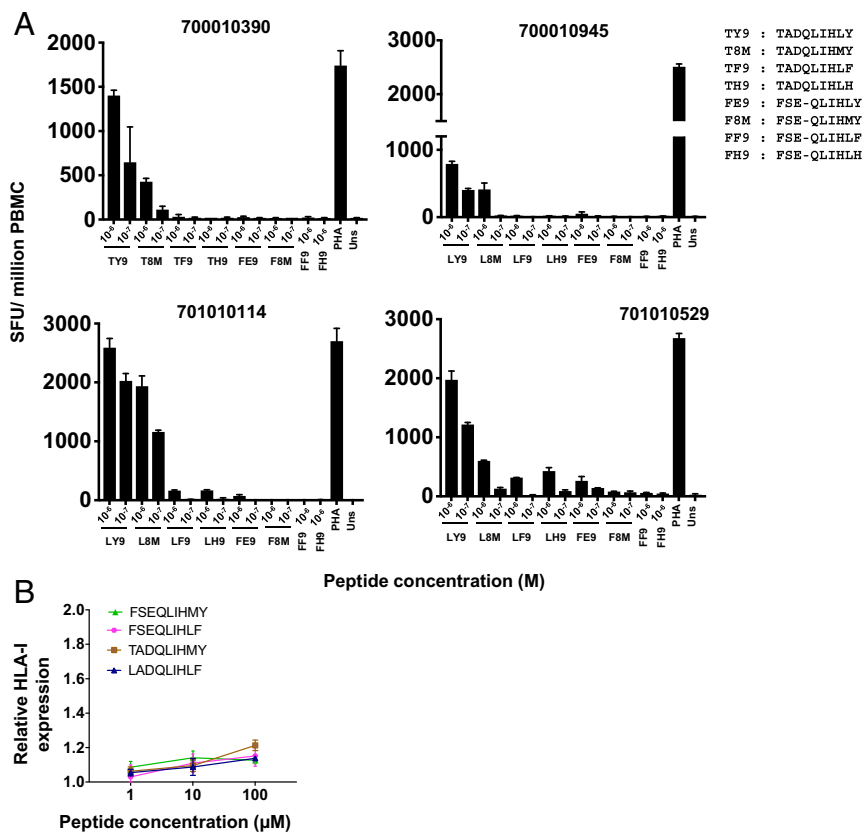 A
700010390
2000
1500
1000
500
0
10⁻⁶ 10⁻⁷ 10⁻⁶ 10⁻⁷ 10⁻⁶ 10⁻⁷ 10⁻⁶ 10⁻⁷ 10⁻⁶ 10⁻⁷ 10⁻⁶ 10⁻⁷ 10⁻⁶ 10⁻⁶ PHA Uns
TY9 T8M TF9 TH9 FE9 F8M FF9 FH9
700010945
3000
2000
1000
0
10⁻⁶ 10⁻⁷ 10⁻⁶ 10⁻⁷ 10⁻⁶ 10⁻⁷ 10⁻⁶ 10⁻⁷ 10⁻⁶ 10⁻⁷ 10⁻⁶ 10⁻⁷ 10⁻⁶ 10⁻⁶ PHA Uns
LY9 L8M LF9 LH9 FE9 F8M FF9 FH9
TY9 : TADQLIHLY
T8M : TADQLIHMY
TF9 : TADQLIHLF
TH9 : TADQLIHLH
FE9 : FSE-QLIHLY
F8M : FSE-QLIHMY
FF9 : FSE-QLIHLF
FH9 : FSE-QLIHLH
SFU/ million PBMC
701010114
3000
2000
1000
0
10⁻⁶ 10⁻⁷ 10⁻⁶ 10⁻⁷ 10⁻⁶ 10⁻⁷ 10⁻⁶ 10⁻⁷ 10⁻⁶ 10⁻⁷ 10⁻⁶ 10⁻⁷ 10⁻⁶ 10⁻⁶ PHA Uns
LY9 L8M LF9 LH9 FE9 F8M FF9 FH9
701010529
3000
2000
1000
0
10⁻⁶ 10⁻⁷ 10⁻⁶ 10⁻⁷ 10⁻⁶ 10⁻⁷ 10⁻⁶ 10⁻⁷ 10⁻⁶ 10⁻⁷ 10⁻⁶ 10⁻⁷ 10⁻⁶ 10⁻⁶ PHA Uns
LY9 L8M LF9 LH9 FE9 F8M FF9 FH9
Peptide concentration (M)
B
Relative HLA-I
expression
2.0
1.8
1.6
1.4
1.2
1.0
FSEQLIHMY
FSEQLIHLF
TADQLIHMY
LADQLIHLF
1 10 100
Peptide concentration (µM)